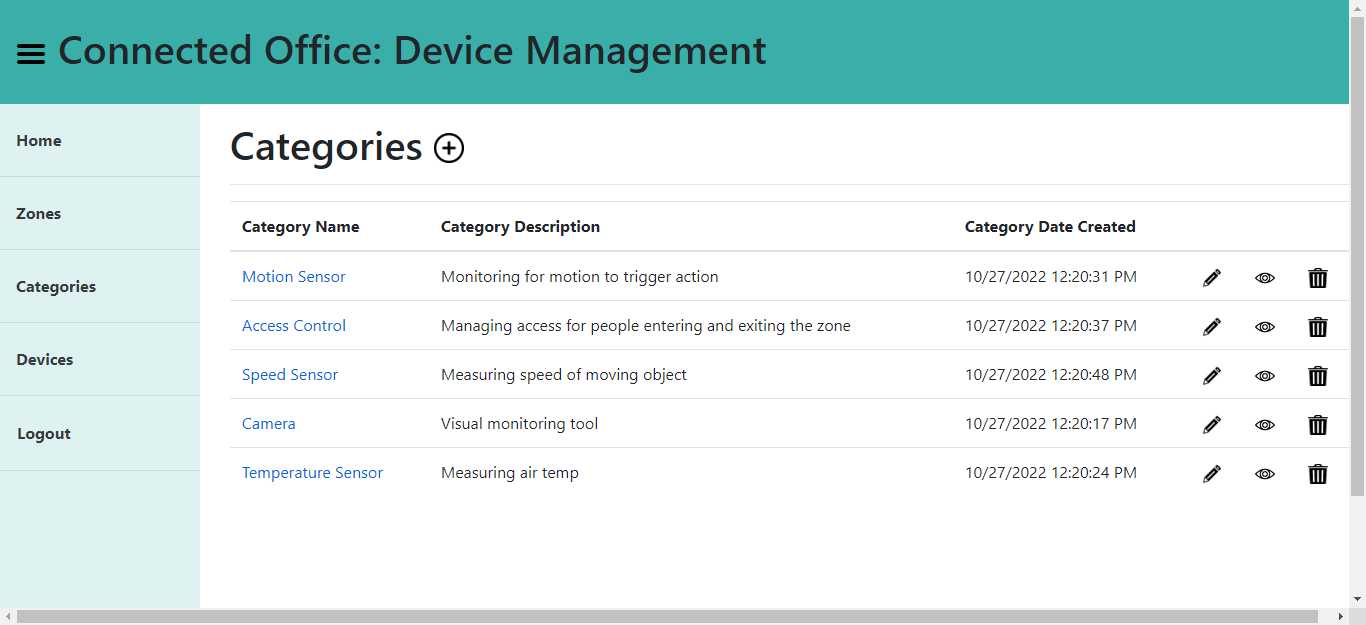 Connected Office: Device Management
Home
Zones
Categories
Devices
Logout
Categories
Category Name Category Description Category Date Created
Motion Sensor Monitoring for motion to trigger action 10/27/2022 12:20:31 PM
Access Control Managing access for people entering and exiting the zone 10/27/2022 12:20:37 PM
Speed Sensor Measuring speed of moving object 10/27/2022 12:20:48 PM
Camera Visual monitoring tool 10/27/2022 12:20:17 PM
Temperature Sensor Measuring air temp 10/27/2022 12:20:24 PM